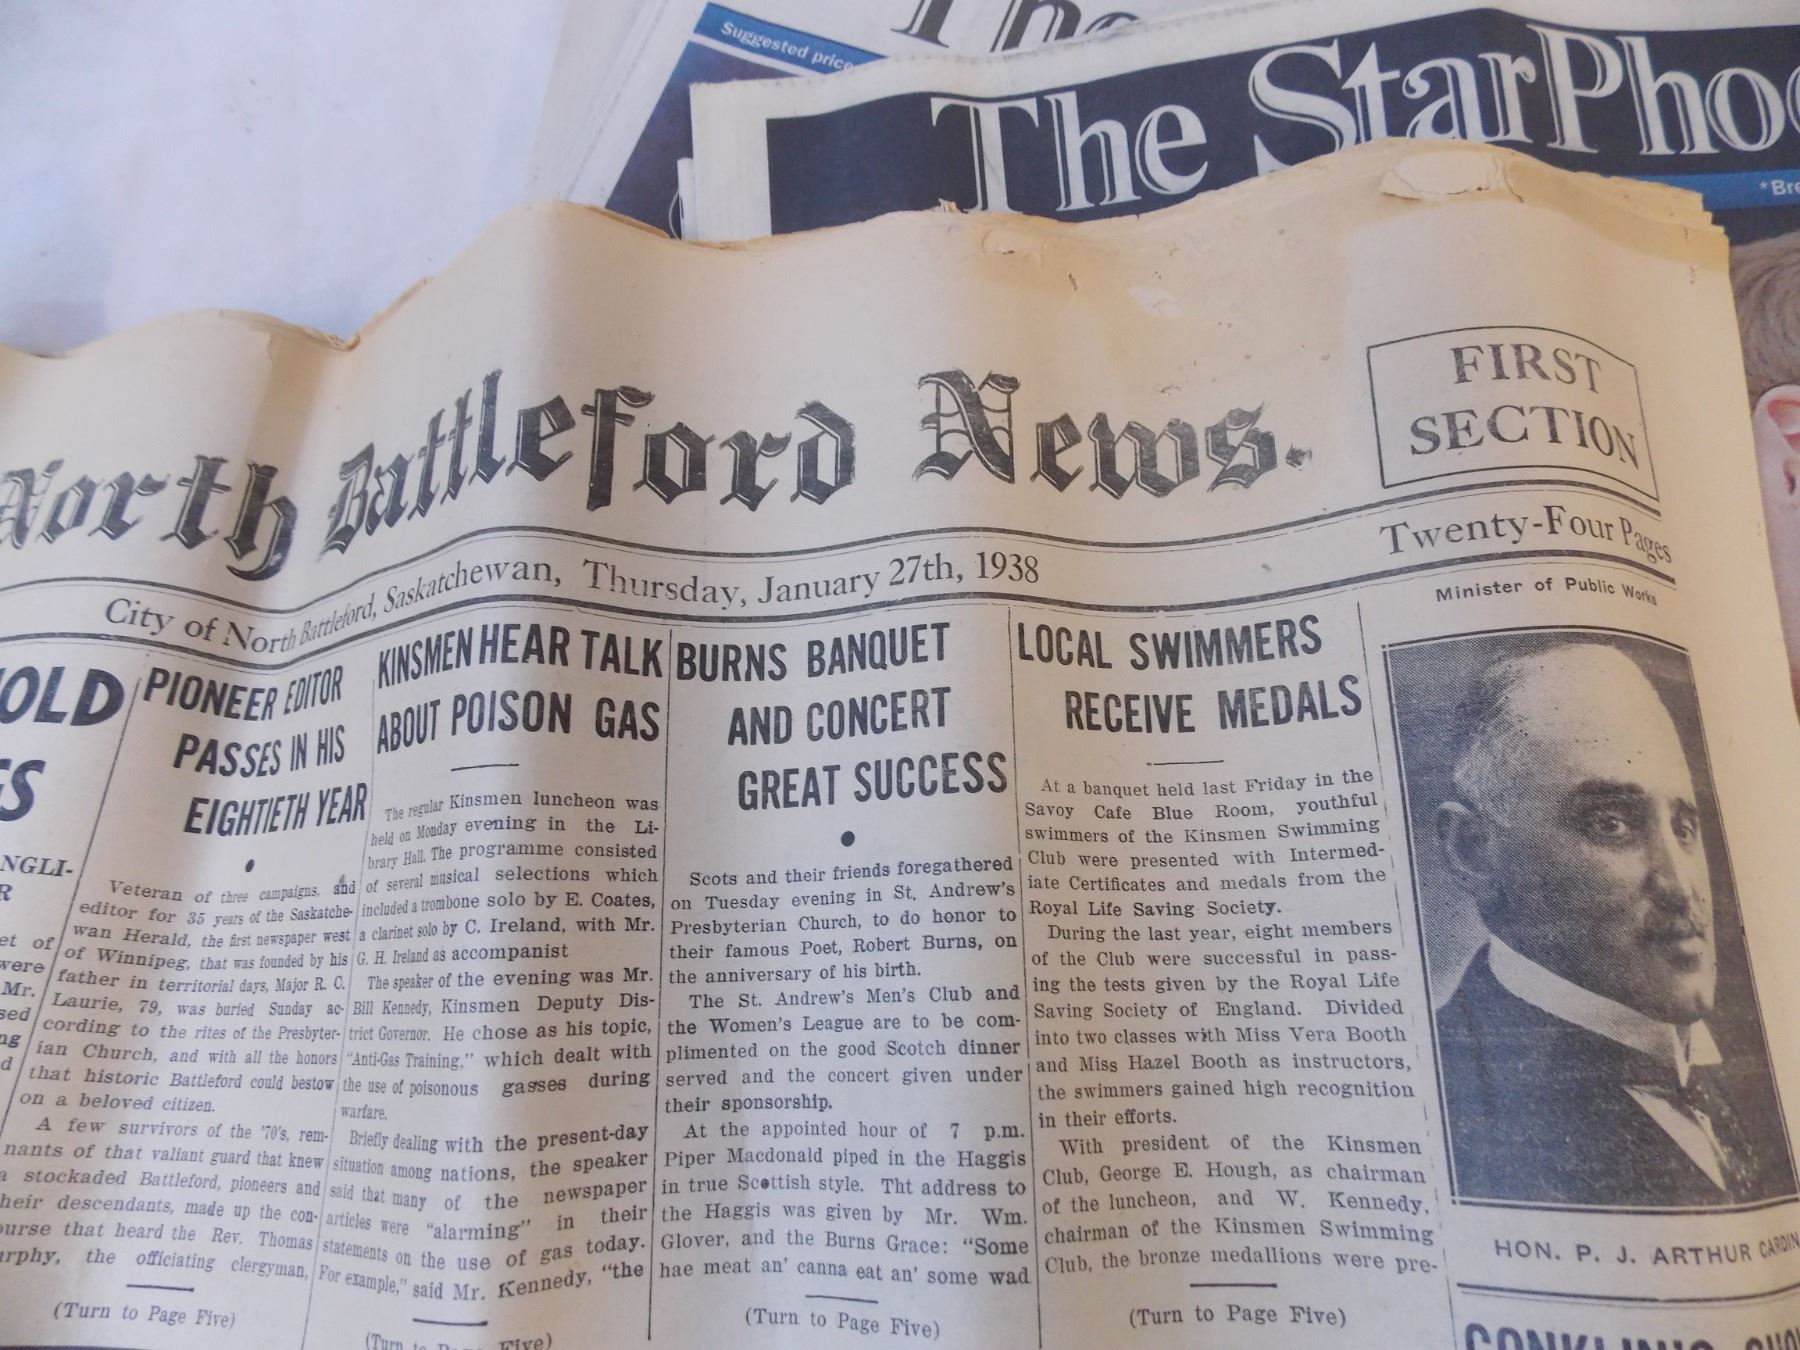 The
Suggested price
The StarPho
*Bre
North Battleford News.
FIRST
SECTION
City of North Battleford, Saskatchewan, Thursday, January 27th, 1938
Twenty-Four Pages
OLD
NGLI-
et of
were
Mr.
PIONEER EDITOR
PASSES IN HIS
EIGHTIETH YEAR
Veteran of three campaigns, and
editor for 35 years of the Saskatche-
wan Herald, the first newspaper west
of Winnipeg, that was founded by his
father in territorial days, Major R. C.
Laurie, 79, was buried Sunday ac-
cording to the rites of the Presbyter-
ian Church, and with all the honors
that historic Battleford could bestow
on a beloved citizen.
A few survivors of the '70's, rem-
nants of that valiant guard that knew
a stockaded Battleford, pioneers and
heir descendants, made up the con-
ourse that heard the Rev. Thomas
urphy, the officiating clergyman,
(Turn to Page Five)
KINSMEN HEAR TALK
ABOUT POISON GAS
The regular Kinsmen luncheon was
held on Monday evening in the Li-
brary Hall. The programme consisted
of several musical selections which
included a trombone solo by E. Coates,
a clarinet solo by C. Ireland, with Mr.
G. H. Ireland as accompanist
The speaker of the evening was Mr.
Bill Kennedy, Kinsmen Deputy Dis-
trict Governor. He chose as his topic,
"Anti-Gas Training," which dealt with
the use of poisonous gasses during
warfare.
Briefly dealing with the present-day
situation among nations, the speaker
said that many of the newspaper
articles were "alarming" in their
statements on the use of gas today.
For example," said Mr. Kennedy, "the
(Turn to Page Five)
BURNS BANQUET
AND CONCERT
GREAT SUCCESS
Scots and their friends foregathered
on Tuesday evening in St. Andrew's
Presbyterian Church, to do honor to
their famous Poet, Robert Burns, on
the anniversary of his birth.
The St. Andrew's Men's Club and
the Women's League are to be com-
plimented on the good Scotch dinner
served and the concert given under
their sponsorship.
At the appointed hour of 7 p.m.
Piper Macdonald piped in the Haggis
in true Scottish style. Tht address to
the Haggis was given by Mr. Wm.
Glover, and the Burns Grace: "Some
hae meat an' canna eat an' some wad
(Turn to Page Five)
LOCAL SWIMMERS
RECEIVE MEDALS
At a banquet held last Friday in the
Savoy Cafe Blue Room, youthful
swimmers of the Kinsmen Swimming
Club were presented with Intermed-
iate Certificates and medals from the
Royal Life Saving Society.
During the last year, eight members
of the Club were successful in pass-
ing the tests given by the Royal Life
Saving Society of England. Divided
into two classes with Miss Vera Booth
and Miss Hazel Booth as instructors,
the swimmers gained high recognition
in their efforts.
With president of the Kinsmen
Club, George E. Hough, as chairman
of the luncheon, and W. Kennedy,
chairman of the Kinsmen Swimming
Club, the bronze medallions were pre-
(Turn to Page Five)
Minister of Public Works
HON. P. J. ARTHUR CARDIN